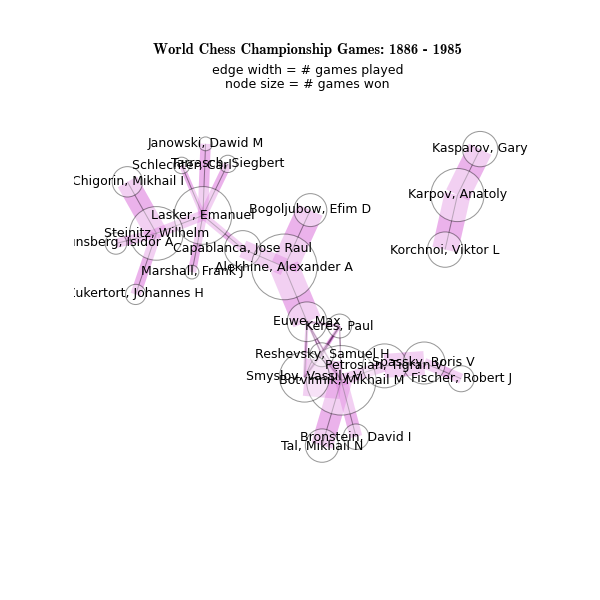 World Chess Championship Games: 1886 - 1985
edge width = # games played
node size = # games won
Janowski, Dawid M
Kasparov, Gary
Schlechter, Carl
Tarrasch, Siegbert
Chigorin, Mikhail I
Karpov, Anatoly
Bogoljubow, Efim D
Lasker, Emanuel
Steinitz, Wilhelm
unsberg, Isidor A
Capablanca, Jose Raul
Korchnoi, Viktor L
Alekhine, Alexander A
Marshall, Frank J
Zukertort, Johannes H
Euwe, Max
Keres, Paul
Reshevsky, Samuel H
Petrosian, Tigran V
Spassky, Boris V
Smyslov, Vassily V
Botvinnik, Mikhail M
Fischer, Robert J
Bronstein, David I
Tal, Mikhail N